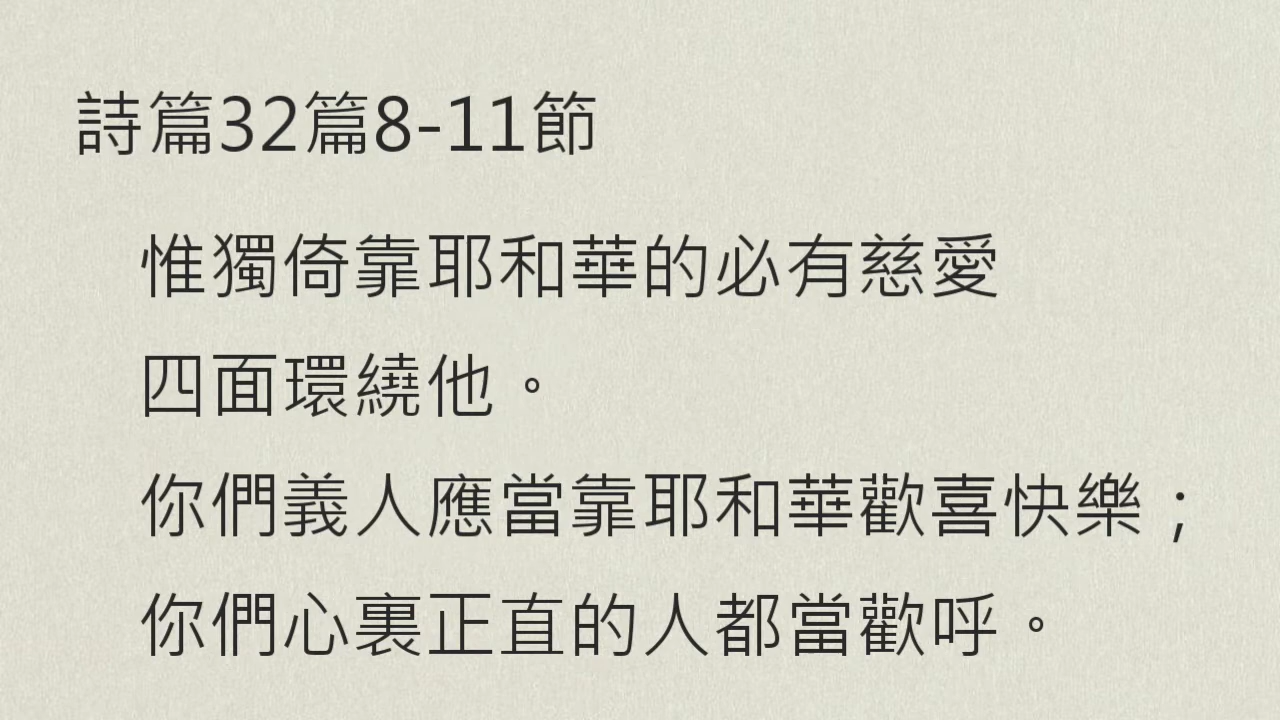 詩篇32篇8-11節
惟獨倚靠耶和華的必有慈愛
四面環繞他。
你們義人應當靠耶和華歡喜快樂；
你們心裏正直的人都當歡呼。